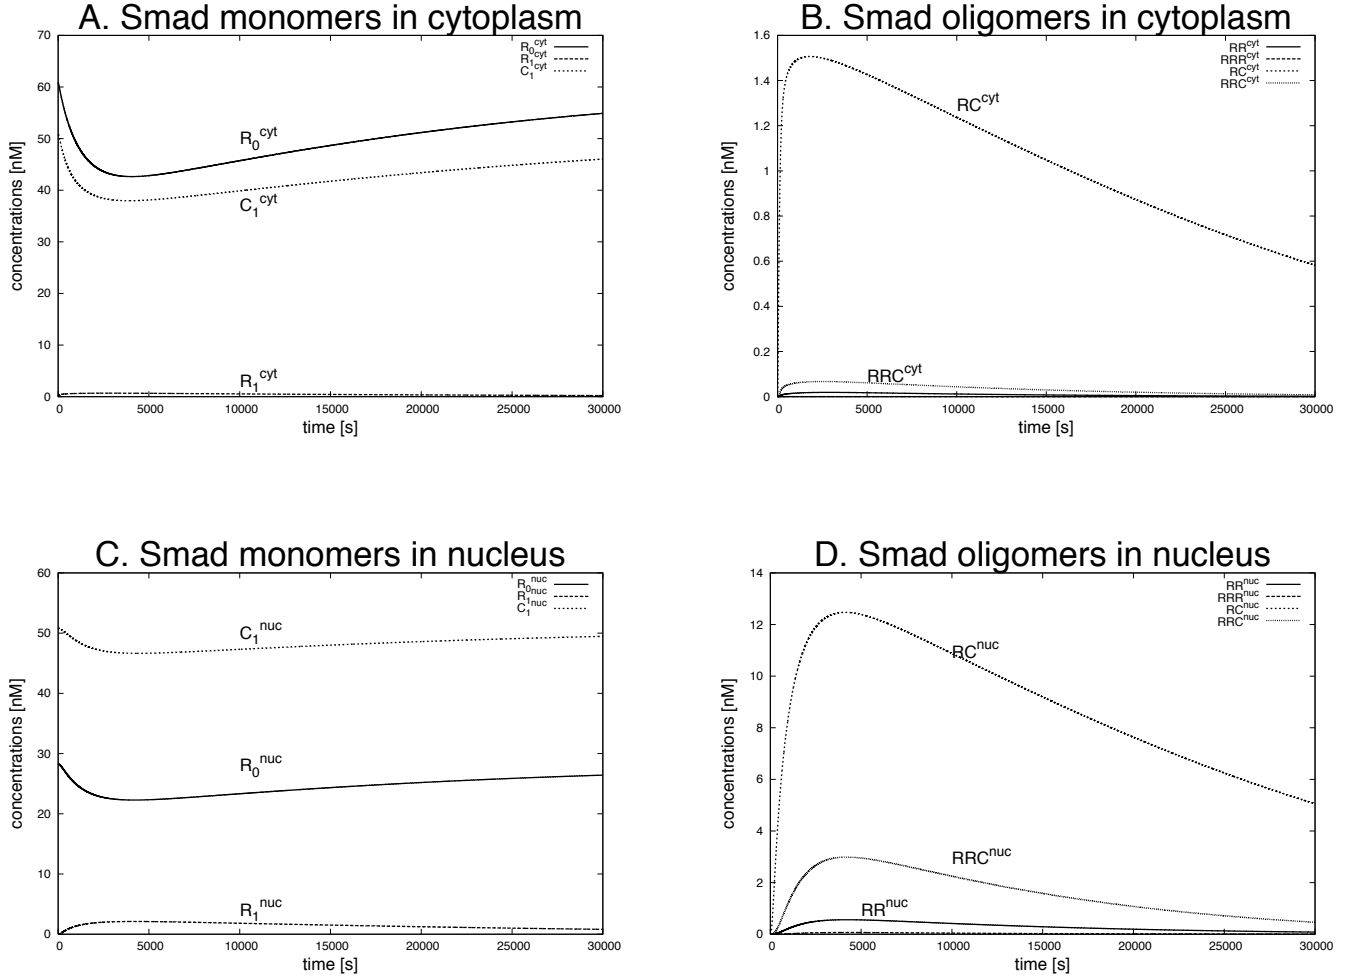 A. Smad monomers in cytoplasm
70
60
50
40
30
20
10
0
concentrations [nM]
R0cyt
R1cyt
C1cyt
R0cyt
C1cyt
R1cyt
0 5000 10000 15000 20000 25000 30000
time [s]
B. Smad oligomers in cytoplasm
1.6
1.4
1.2
1
0.8
0.6
0.4
0.2
0
concentrations [nM]
RRcyt
RRRcyt
RCcyt
RRCcyt
RCcyt
RRCcyt
0 5000 10000 15000 20000 25000 30000
time [s]
C. Smad monomers in nucleus
60
50
40
30
20
10
0
concentrations [nM]
R0nuc
R1nuc
C1nuc
C1nuc
R0nuc
R1nuc
0 5000 10000 15000 20000 25000 30000
time [s]
D. Smad oligomers in nucleus
14
12
10
8
6
4
2
0
concentrations [nM]
RRnuc
RRRnuc
RCnuc
RRCnuc
RCnuc
RRCnuc
RRnuc
0 5000 10000 15000 20000 25000 30000
time [s]